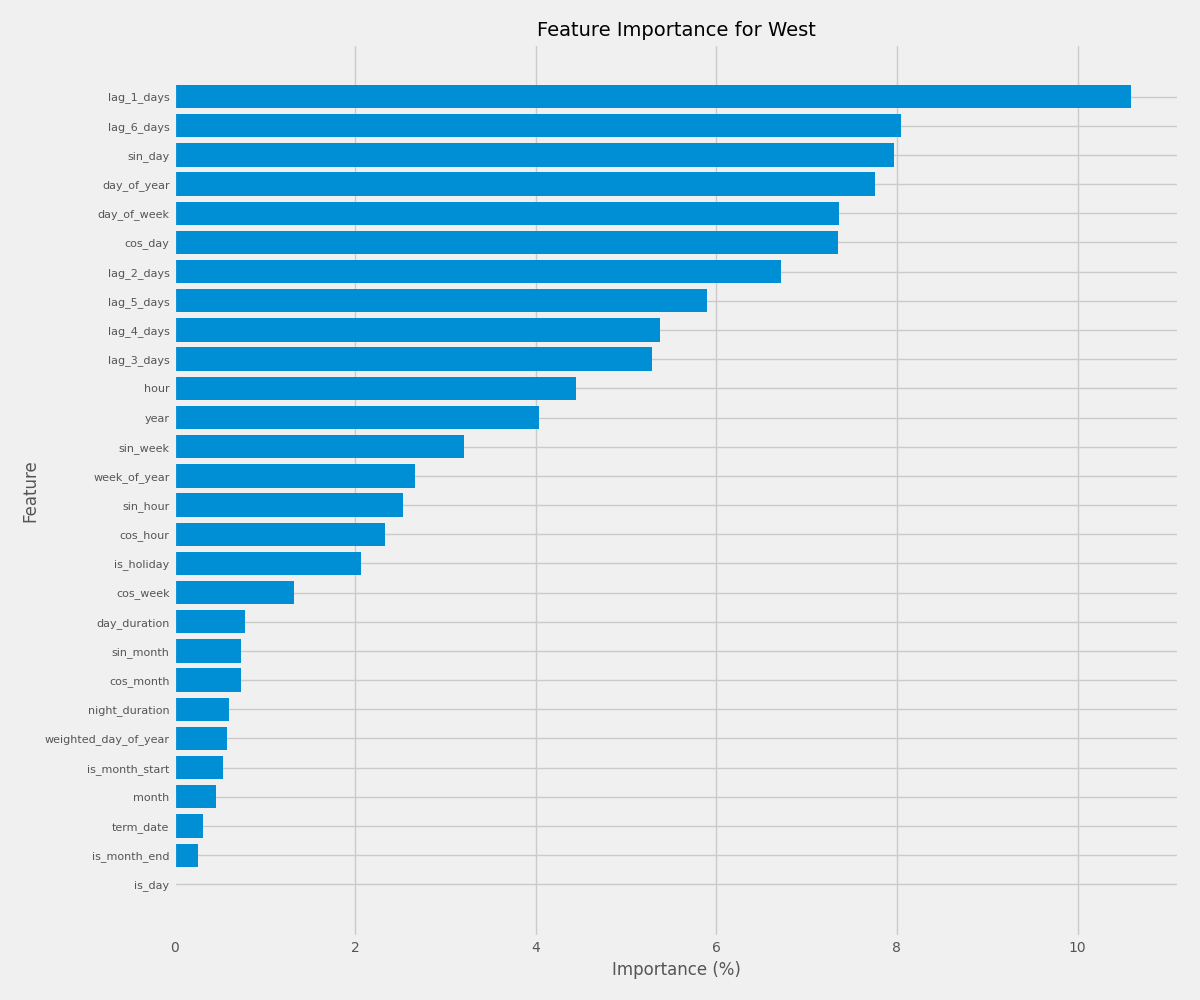 Feature Importance for West
Feature
lag_1_days
lag_6_days
sin_day
day_of_year
day_of_week
cos_day
lag_2_days
lag_5_days
lag_4_days
lag_3_days
hour
year
sin_week
week_of_year
sin_hour
cos_hour
is_holiday
cos_week
day_duration
sin_month
cos_month
night_duration
weighted_day_of_year
is_month_start
month
term_date
is_month_end
is_day
0 2 4 6 8 10
Importance (%)